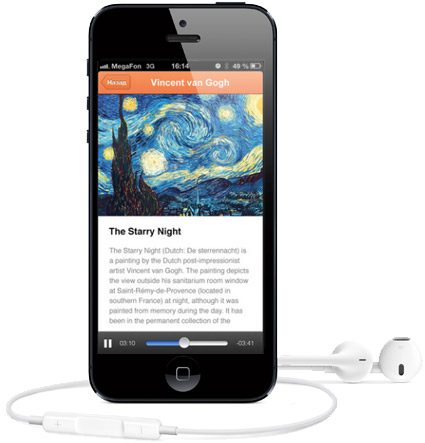 MegaFon 3G 16:14 49 %
Назад Vincent van Gogh
The Starry Night
The Starry Night (Dutch: De sterrennacht) is
a painting by the Dutch post-impressionist
artist Vincent van Gogh. The painting depicts
the view outside his sanitarium room window
at Saint-Rémy-de-Provence (located in
southern France) at night, although it was
painted from memory during the day. It has
been in the permanent collection of the
03:10 -03:41